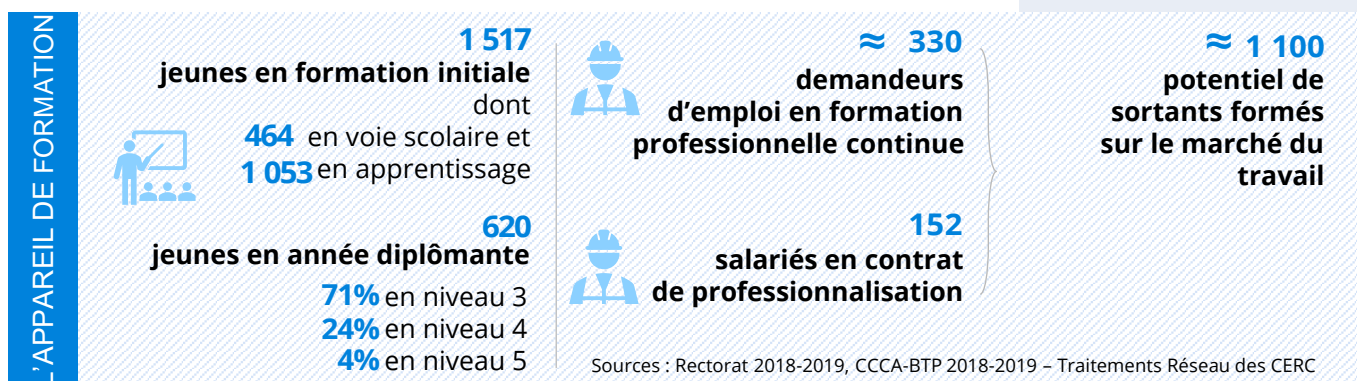 L'APPAREIL DE FORMATION
1 517
jeunes en formation initiale
dont
464 en voie scolaire et
1 053 en apprentissage
620
jeunes en année diplômante
71% en niveau 3
24% en niveau 4
4% en niveau 5
≈ 330
demandeurs
d’emploi en formation
professionnelle continue
152
salariés en contrat
de professionnalisation
≈ 1 100
potentiel de
sortants formés
sur le marché du
travail
Sources : Rectorat 2018-2019, CCCA-BTP 2018-2019 – Traitements Réseau des CERC